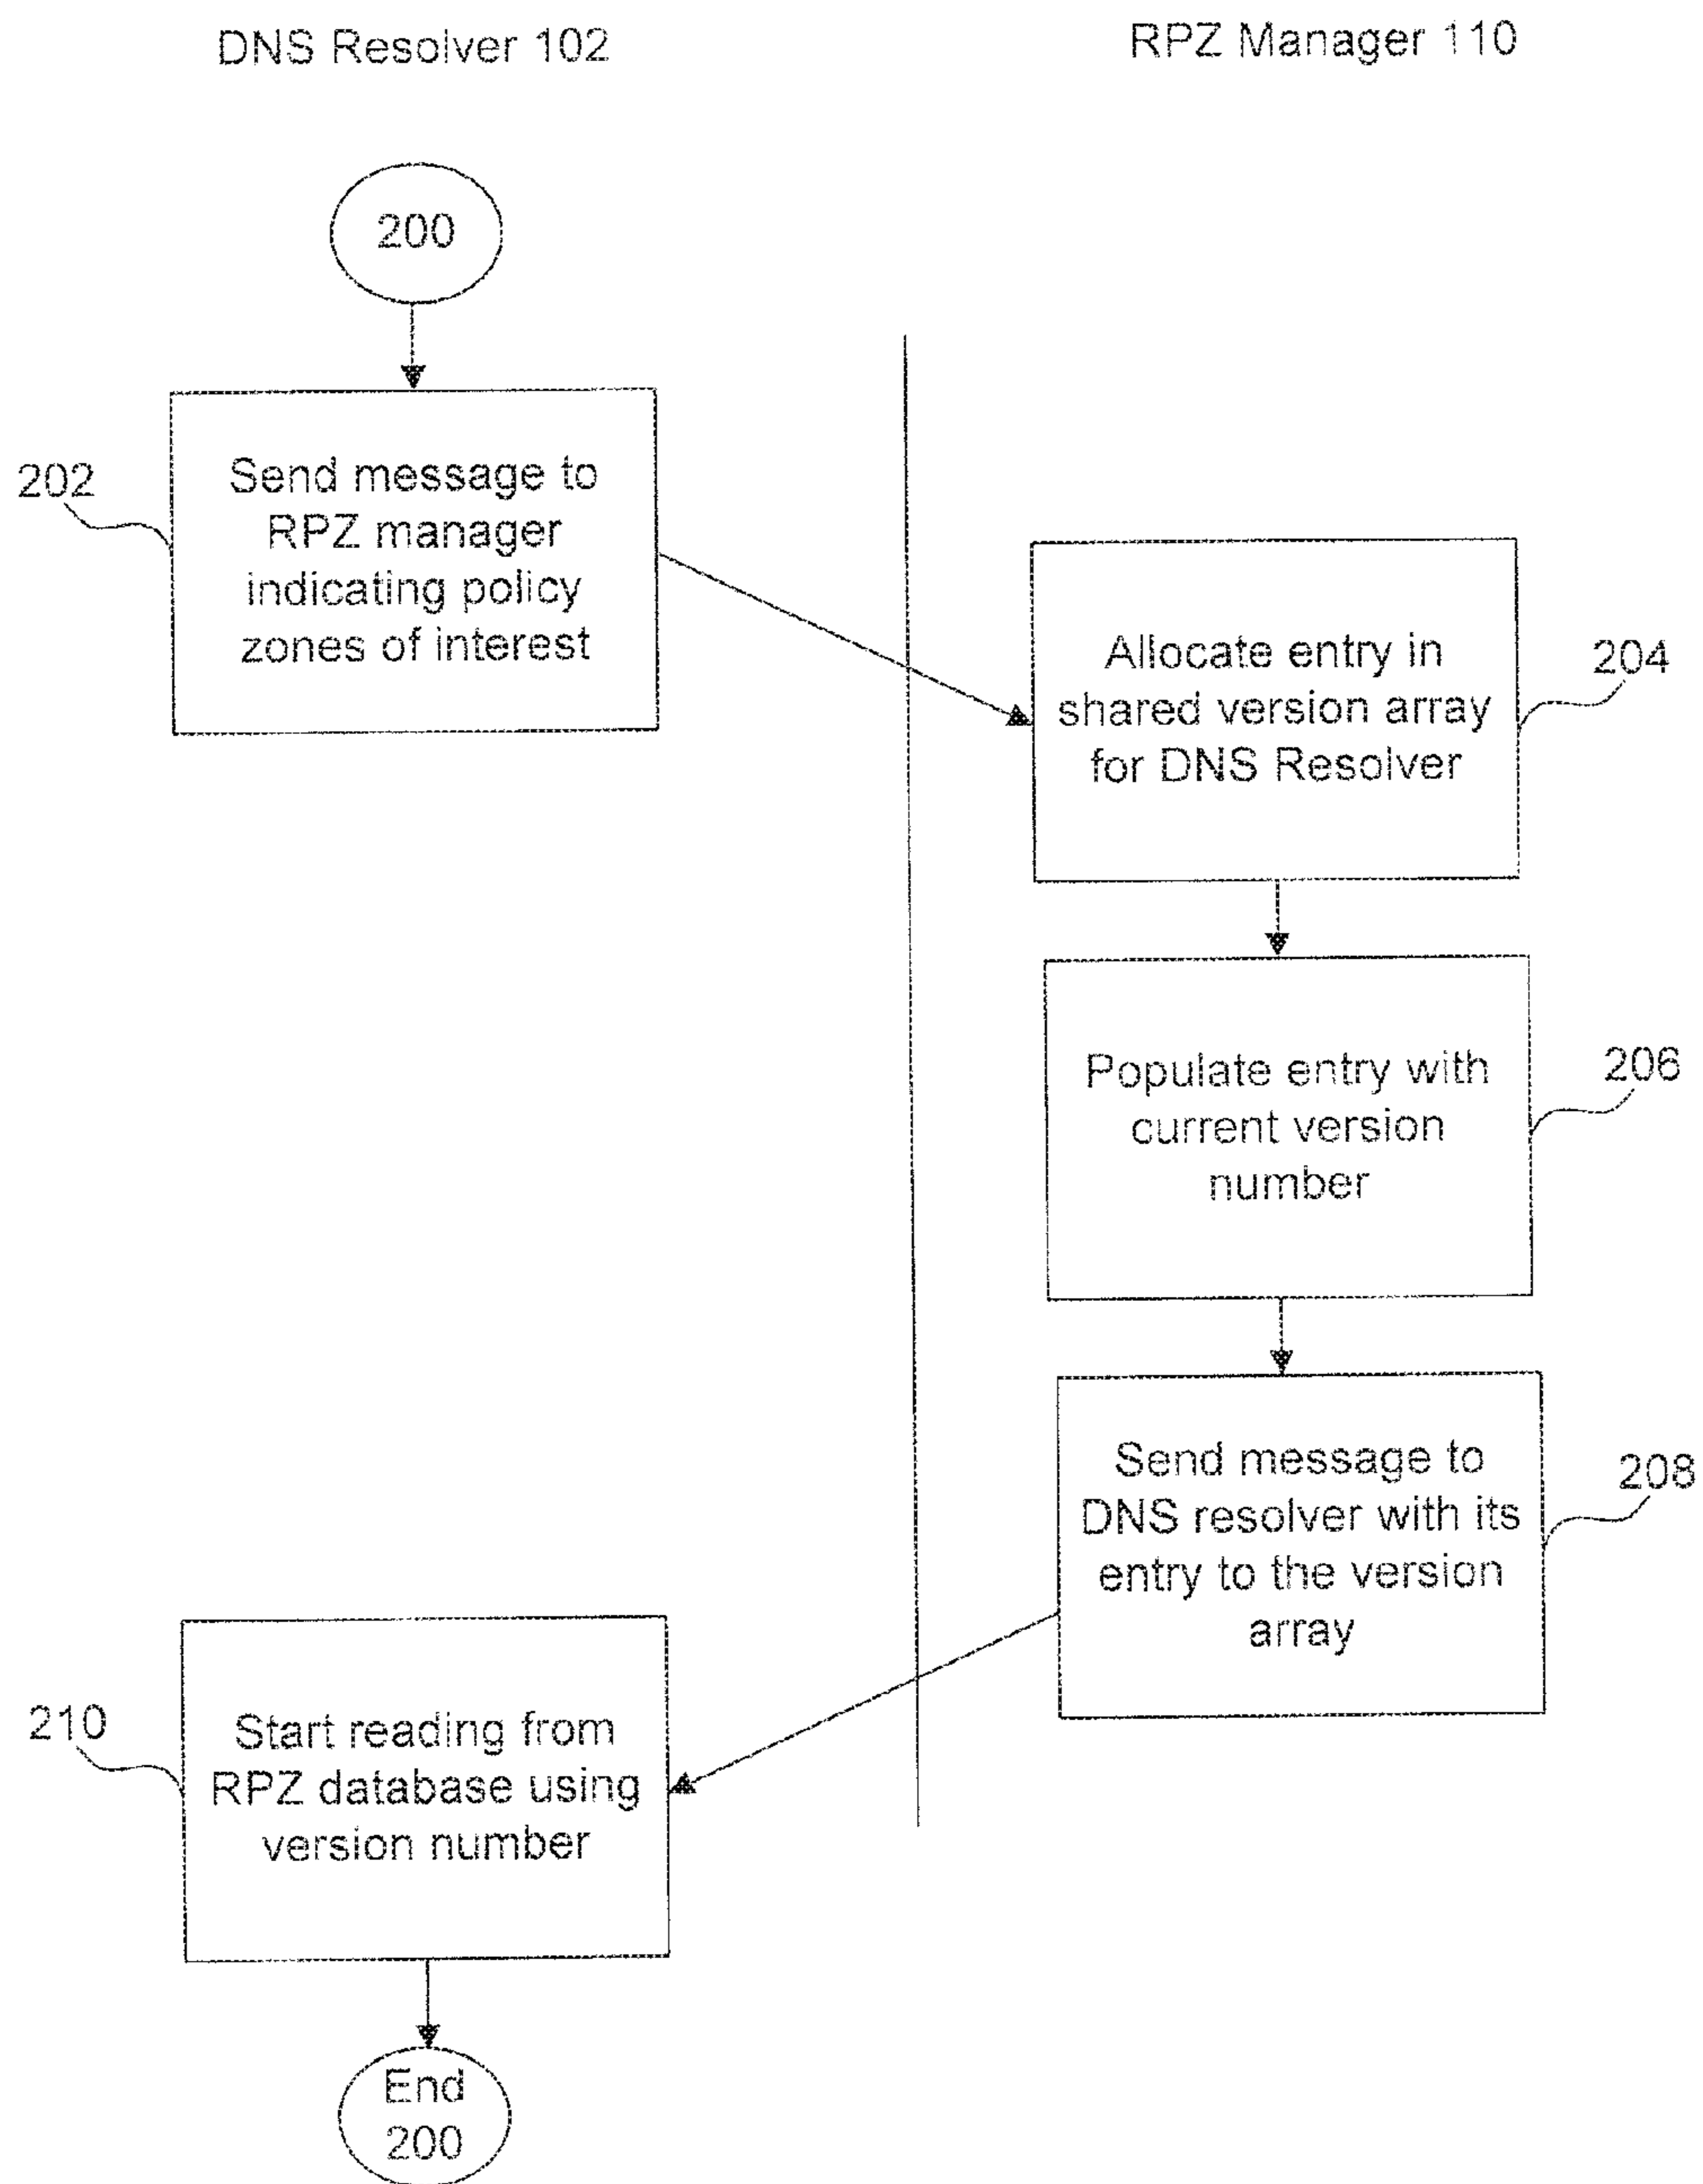 DNS Resolver 102
RPZ Manager 110
200
202
Send message to
RPZ manager
indicating policy
zones of interest
Allocate entry in
shared version array
for DNS Resolver
204
Populate entry with
current version
number
206
Send message to
DNS resolver with its
entry to the version
array
208
210
Start reading from
RPZ database using
version number
End
200